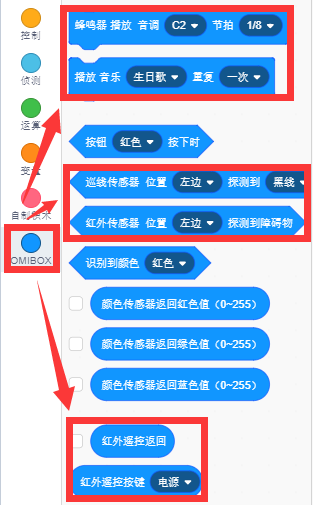 控制
侦测
运算
变量
自制积木
OMIBOX
蜂鸣器 播放 音调 C2 节拍 1/8
播放 音乐 生日歌 重复 一次
按钮 红色 按下时
巡线传感器 位置 左边 探测到 黑线
红外传感器 位置 左边 探测到障碍物
识别到颜色 红色
颜色传感器返回红色值（0~255）
颜色传感器返回绿色值（0~255）
颜色传感器返回蓝色值（0~255）
红外遥控返回
红外遥控按键 电源